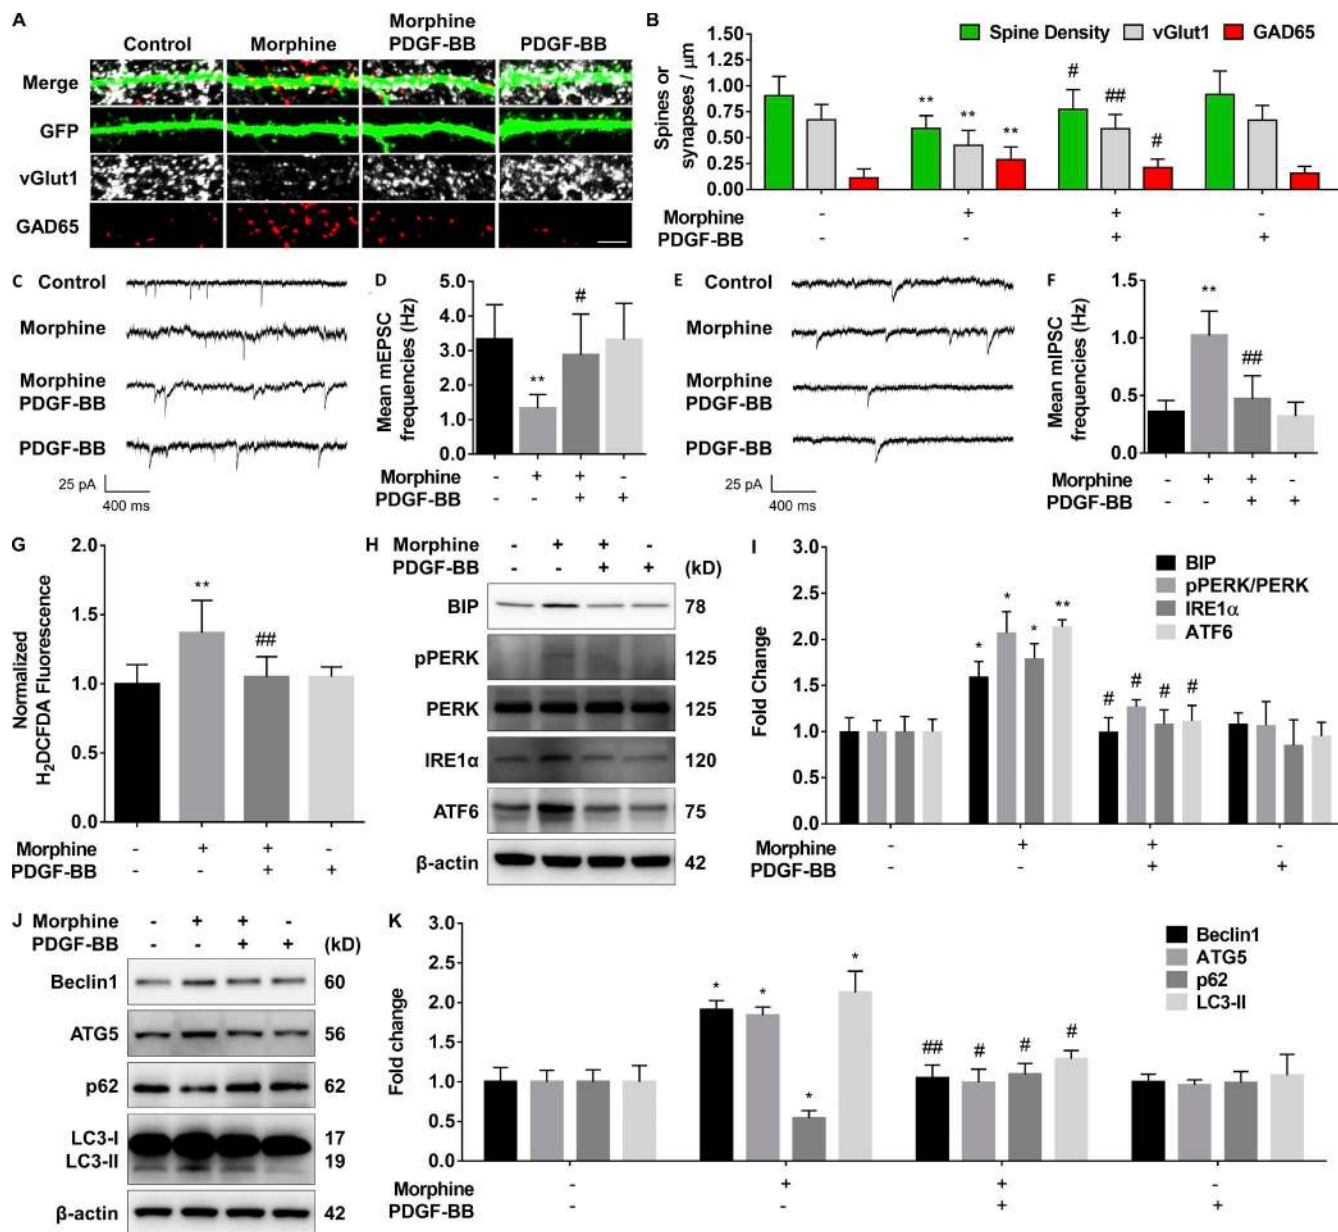 A
Control Morphine Morphine PDGF-BB PDGF-BB
Merge
GFP
vGlut1
GAD65
B
Spine Density vGlut1 GAD65
Spines or synapses / μm
1.50
1.25
1.00
0.75
0.50
0.25
0.00
** ** **
# ## #
Morphine - + + -
PDGF-BB - - + +
C
Control
Morphine
Morphine
PDGF-BB
PDGF-BB
25 pA
400 ms
D
Mean mEPSC frequencies (Hz)
5.0
4.0
3.0
2.0
1.0
0.0
** #
Morphine - + + -
PDGF-BB - - + +
E
Control
Morphine
Morphine
PDGF-BB
PDGF-BB
25 pA
400 ms
F
Mean mIPSC frequencies (Hz)
1.5
1.0
0.5
0.0
** ##
Morphine - + + -
PDGF-BB - - + +
G
Normalized H2DCFDA Fluorescence
2.0
1.5
1.0
0.5
0.0
** ##
Morphine - + + -
PDGF-BB - - + +
H
Morphine - + + -
PDGF-BB - - + + (kD)
BIP 78
pPERK 125
PERK 125
IRE1α 120
ATF6 75
β-actin 42
I
BIP
pPERK/PERK
IRE1α
ATF6
Fold Change
3.0
2.5
2.0
1.5
1.0
0.5
0.0
* * * **
# # # #
Morphine - + + -
PDGF-BB - - + +
J
Morphine - + + -
PDGF-BB - - + + (kD)
Beclin1 60
ATG5 56
p62 62
LC3-I 17
LC3-II 19
β-actin 42
K
Beclin1
ATG5
p62
LC3-II
Fold change
3.0
2.5
2.0
1.5
1.0
0.5
0.0
* * * *
## # # #
Morphine - + + -
PDGF-BB - - + +